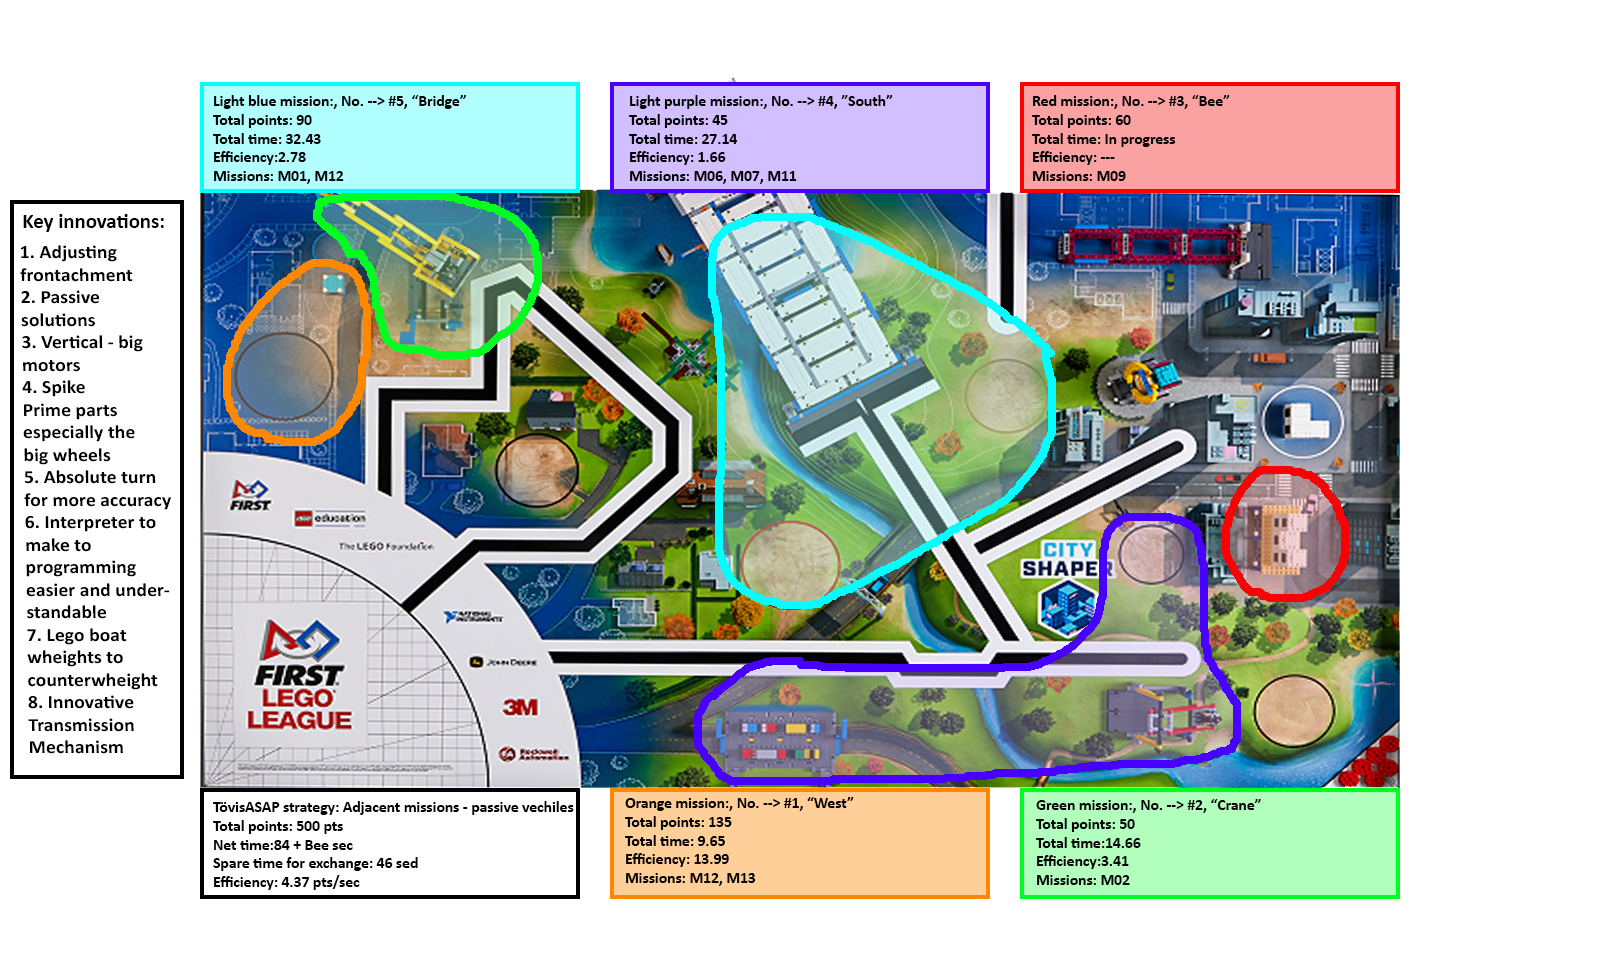 Light blue mission:, No. --> #5, “Bridge”
Total points: 90
Total time: 32.43
Efficiency:2.78
Missions: M01, M12
Light purple mission:, No. --> #4, ”South”
Total points: 45
Total time: 27.14
Efficiency: 1.66
Missions: M06, M07, M11
Red mission:, No. --> #3, “Bee”
Total points: 60
Total time: In progress
Efficiency: ---
Missions: M09
Key innovations:
1. Adjusting
frontachment
2. Passive
solutions
3. Vertical - big
motors
4. Spike
Prime parts
especially the
big wheels
5. Absolute turn
for more accuracy
6. Interpreter to
make to
programming
easier and under-
standable
7. Lego boat
wheights to
counterwheight
8. Innovative
Transmission
Mechanism
FIRST
LEGO education
The LEGO Foundation
NATIONAL
INSTRUMENTS
JOHN DEERE
3M
Rockwell
Automation
FIRST
LEGO
LEAGUE
CITY
SHAPER
TövisASAP strategy: Adjacent missions - passive vechiles
Total points: 500 pts
Net time:84 + Bee sec
Spare time for exchange: 46 sed
Efficiency: 4.37 pts/sec
Orange mission:, No. --> #1, “West”
Total points: 135
Total time: 9.65
Efficiency: 13.99
Missions: M12, M13
Green mission:, No. --> #2, “Crane”
Total points: 50
Total time:14.66
Efficiency:3.41
Missions: M02